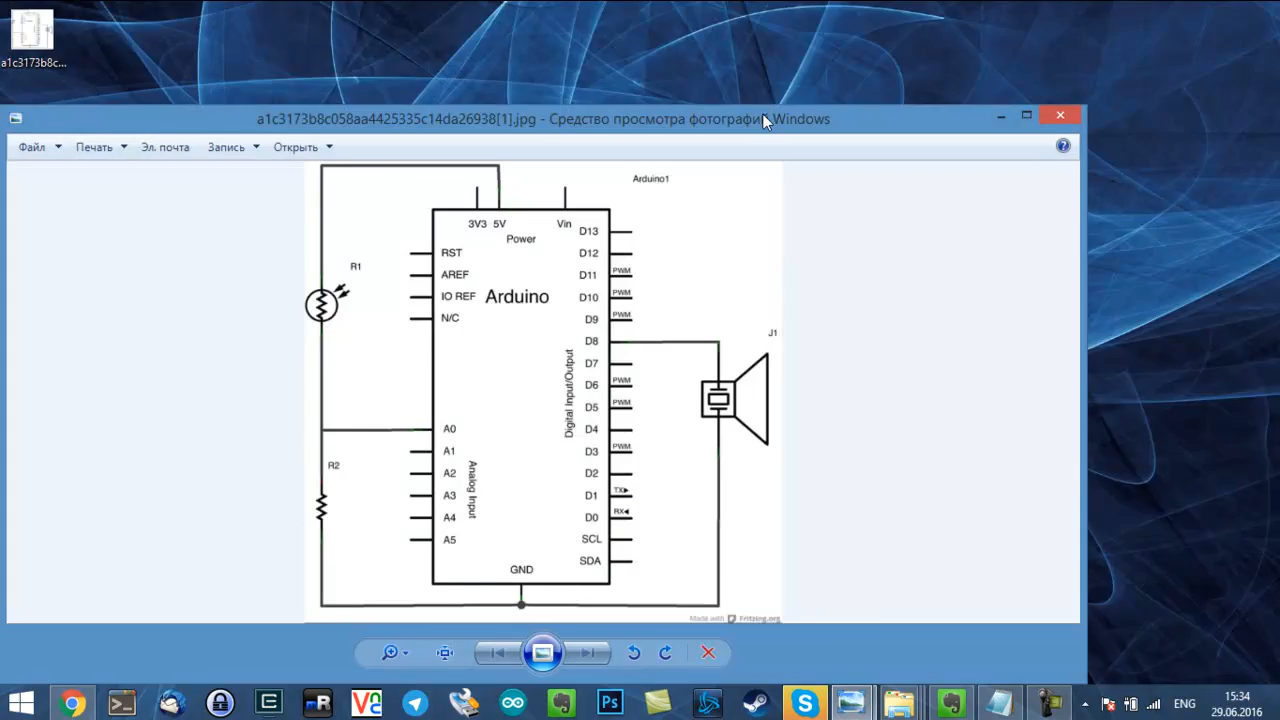 a1c3173b8c...
a1c3173b8c058aa4425335c14da26938[1].jpg - Средство просмотра фотографий Windows
Файл Печать Эл. почта Запись Открыть
Arduino1
3V3 5V Vin
Power
D13
RST D12
R1
AREF D11 PWM
IO REF Arduino D10 PWM
N/C D9 PWM
J1
D8
D7
D6 PWM
D5 PWM
Digital Input/Output
A0 D4
A1 D3 PWM
R2
A2 D2
Analog Input
A3 D1 TX
A4 D0 RX
A5 SCL
SDA
GND
Made with Fritzing.org
C
R
VC
Ps
S
ENG
15:34
29.06.2016